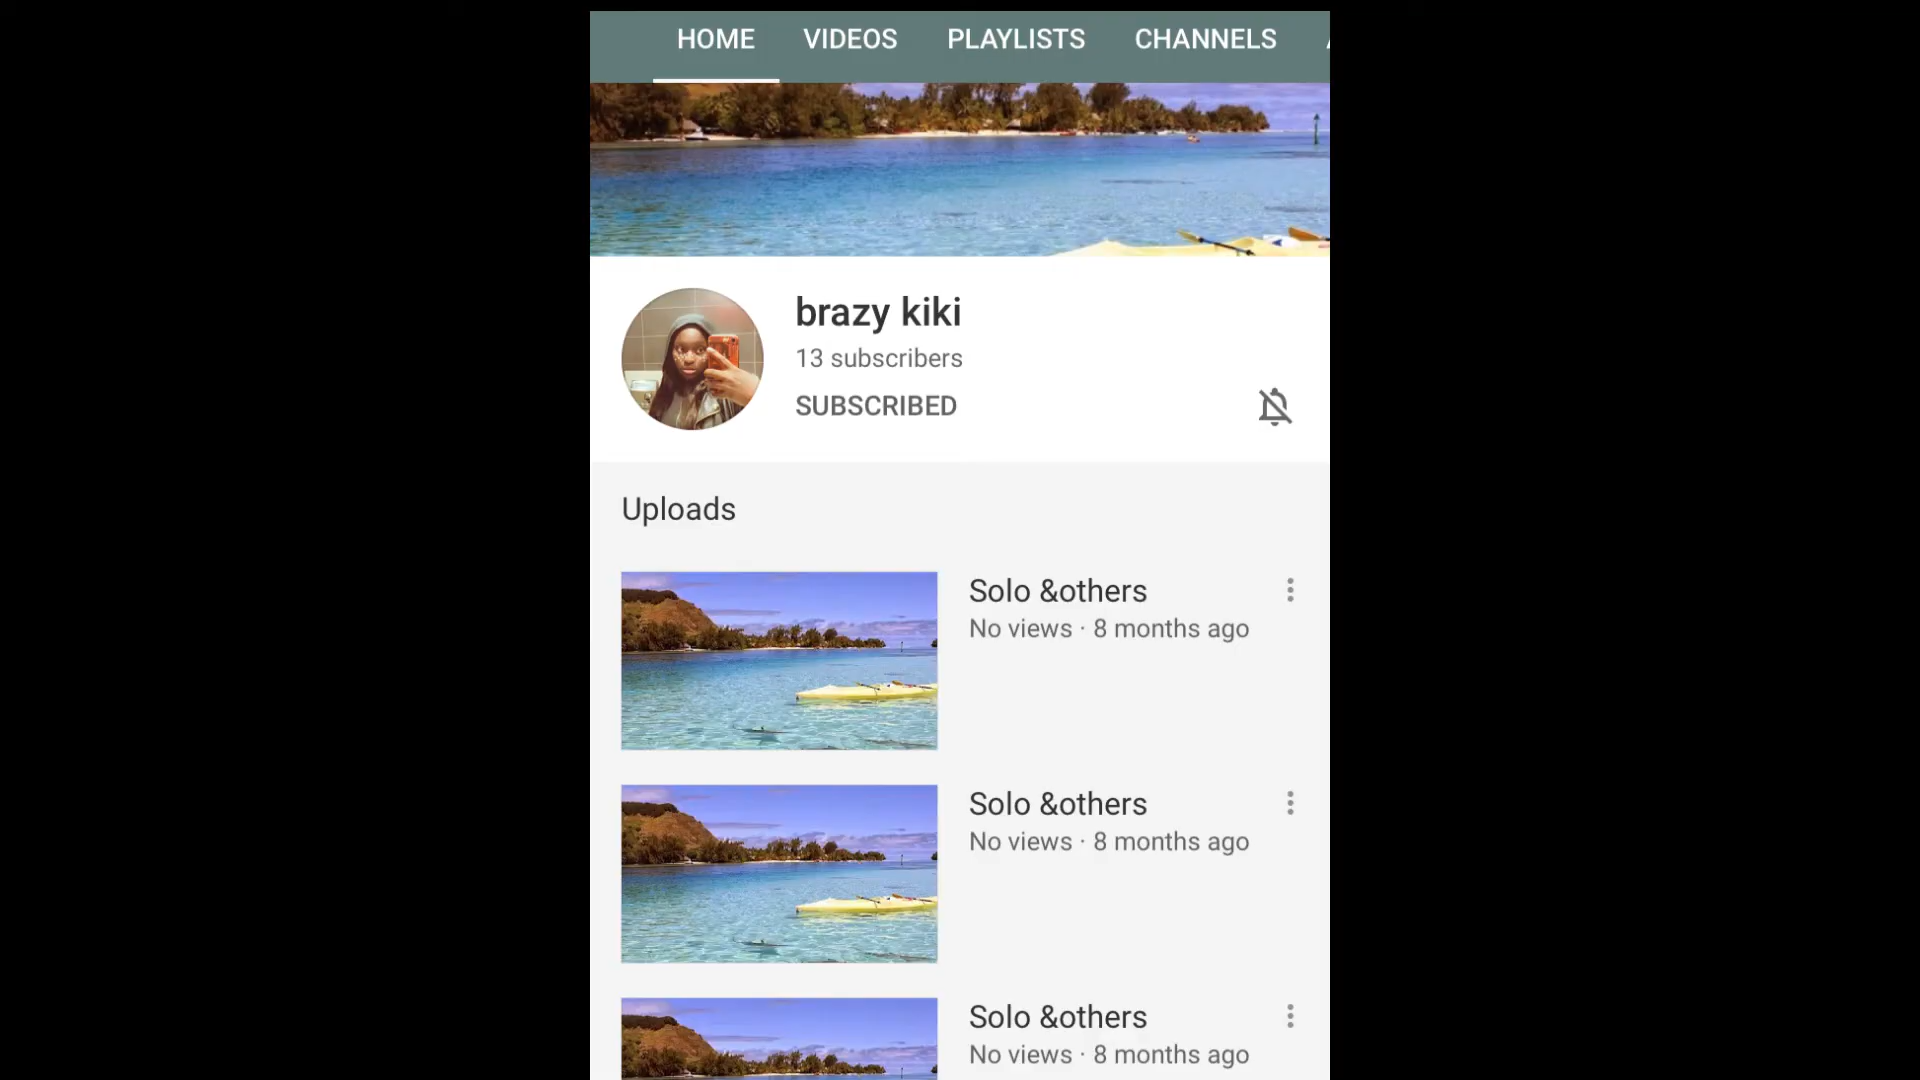 HOME VIDEOS PLAYLISTS CHANNELS
brazy kiki
13 subscribers
SUBSCRIBED
Uploads
Solo &others
No views · 8 months ago
Solo &others
No views · 8 months ago
Solo &others
No views · 8 months ago